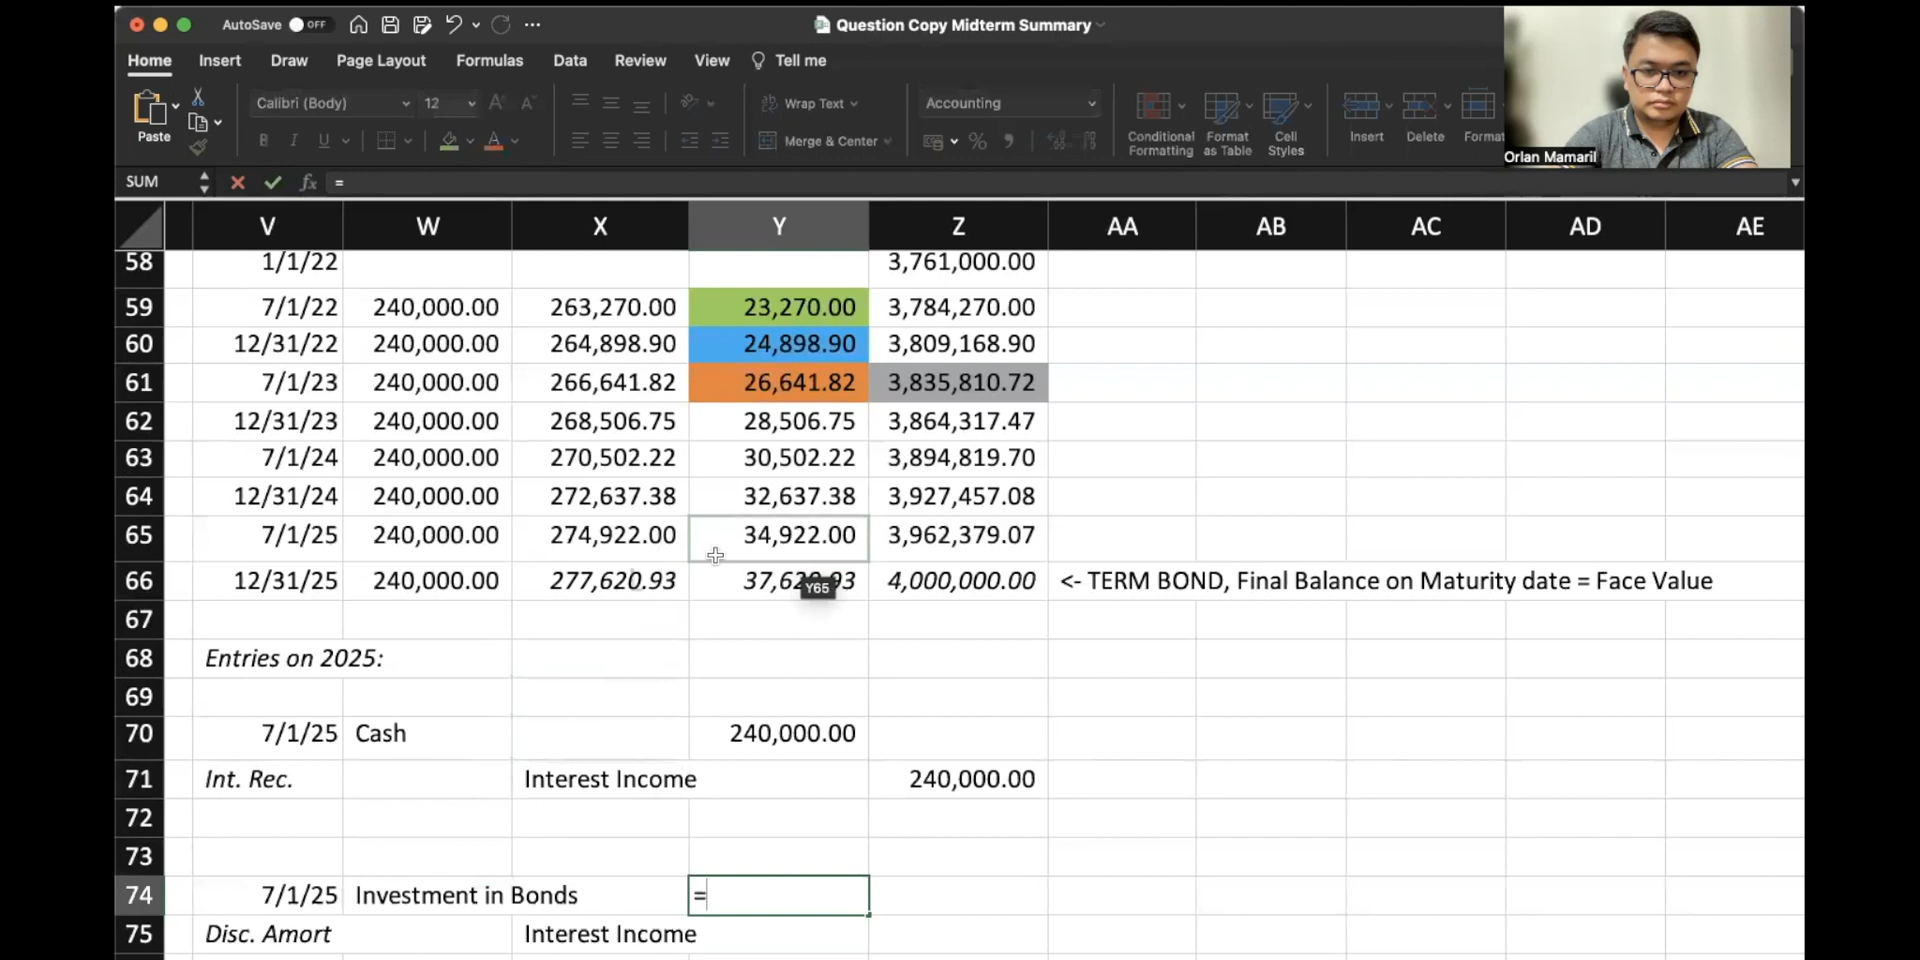 AutoSave OFF
Question Copy Midterm Summary
Home Insert Draw Page Layout Formulas Data Review View Tell me
Paste
Calibri (Body) 12
Wrap Text
Merge & Center
Accounting
Conditional Formatting
Format as Table
Cell Styles
Insert Delete Format
Orlan Mamaril
SUM fx =
V W X Y Z AA AB AC AD AE
58 1/1/22 3,761,000.00
59 7/1/22 240,000.00 263,270.00 23,270.00 3,784,270.00
60 12/31/22 240,000.00 264,898.90 24,898.90 3,809,168.90
61 7/1/23 240,000.00 266,641.82 26,641.82 3,835,810.72
62 12/31/23 240,000.00 268,506.75 28,506.75 3,864,317.47
63 7/1/24 240,000.00 270,502.22 30,502.22 3,894,819.70
64 12/31/24 240,000.00 272,637.38 32,637.38 3,927,457.08
65 7/1/25 240,000.00 274,922.00 34,922.00 3,962,379.07
66 12/31/25 240,000.00 277,620.93 4,000,000.00 <- TERM BOND, Final Balance on Maturity date = Face Value
Y65
67
68 Entries on 2025:
69
70 7/1/25 Cash 240,000.00
71 Int. Rec. Interest Income 240,000.00
72
73
74 7/1/25 Investment in Bonds =
75 Disc. Amort Interest Income